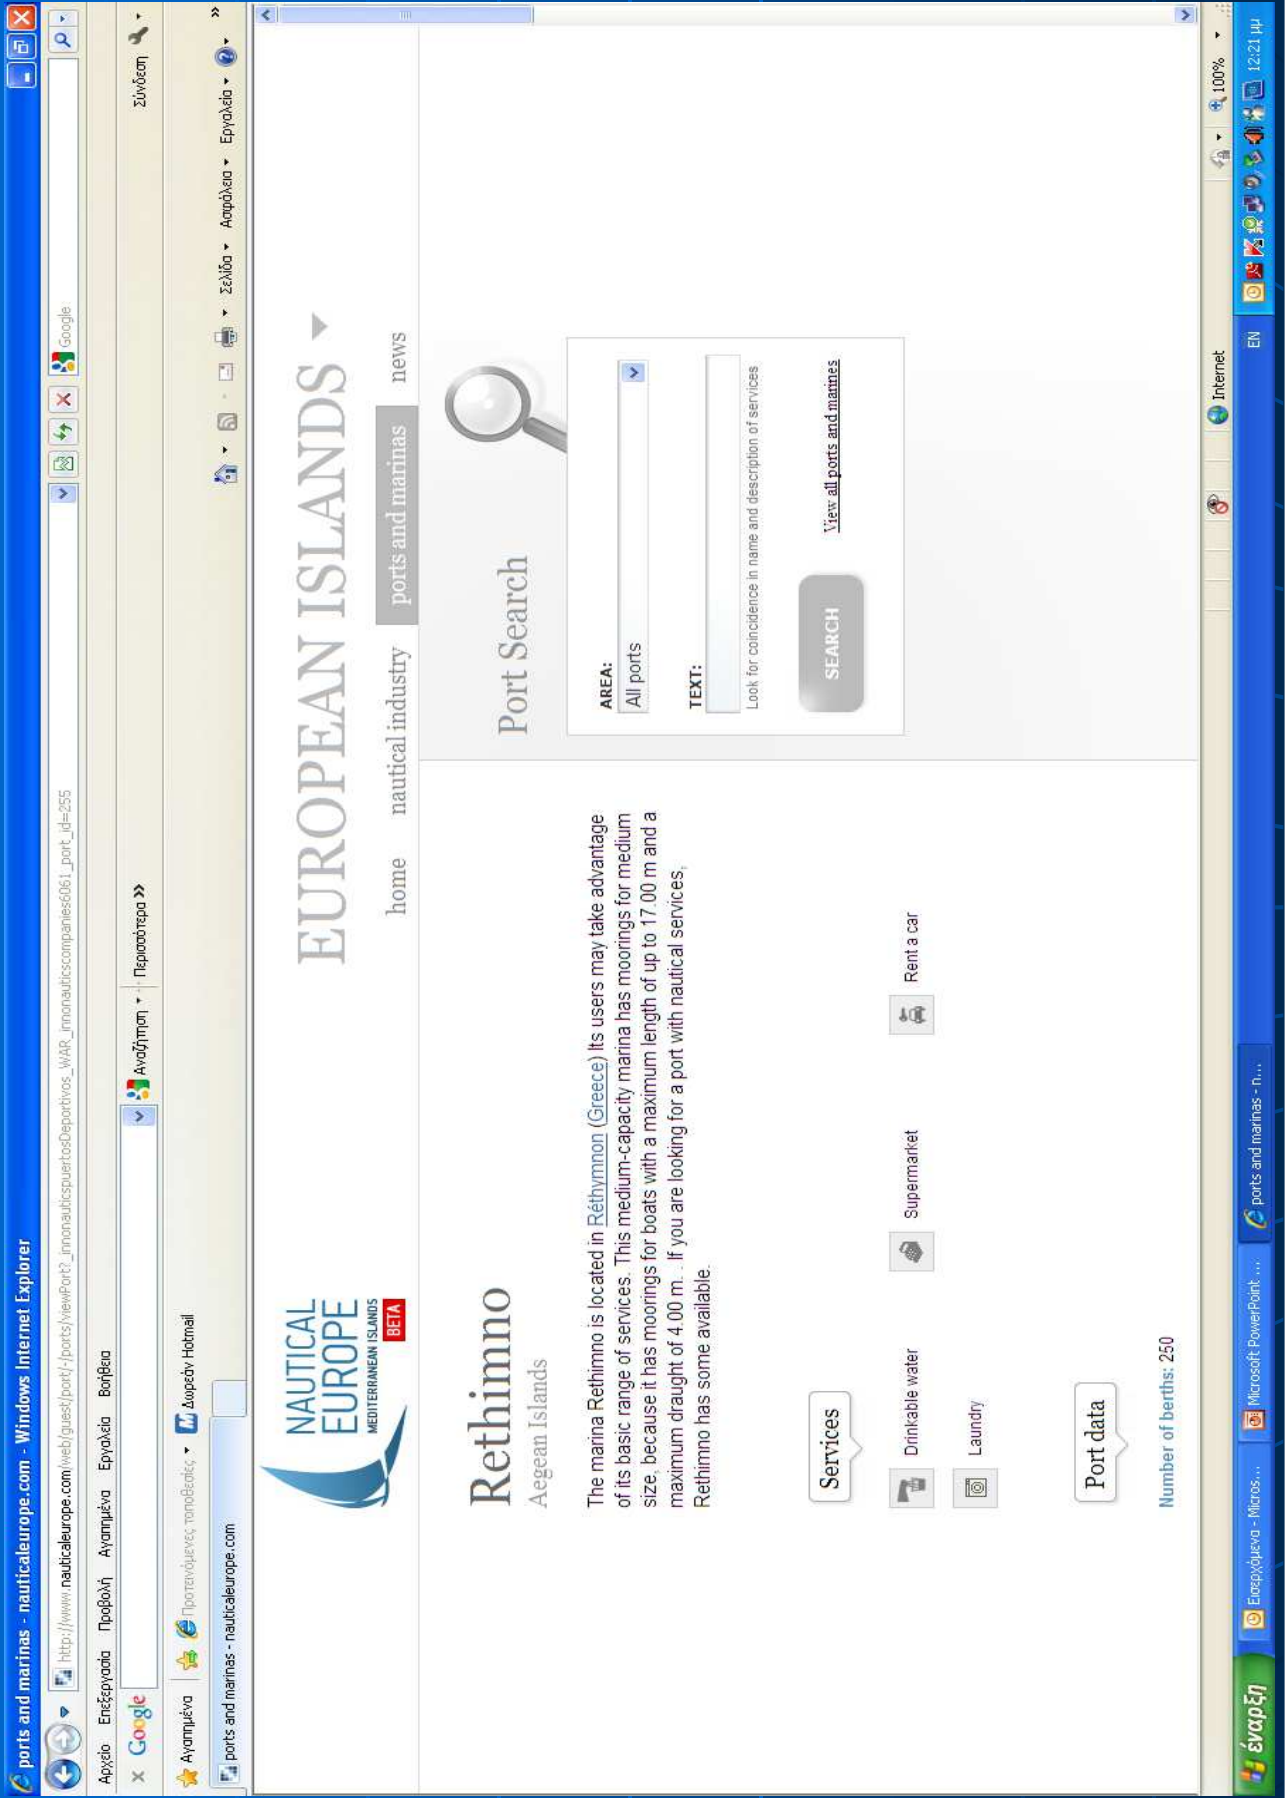 ports and marinas - nauticaleurope.com - Windows Internet Explorer
http://www.nauticaleurope.com/web/guest/port/-/ports/viewPort?_innonauticspuertosDeportivos_WAR_innonauticscompanies6061_port_id=255
Google
Αρχείο Επεξεργασία Προβολή Αγαπημένα Εργαλεία Βοήθεια
x Google Αναζήτηση Περισσότερα >> Σύνδεση
Αγαπημένα Προτεινόμενες τοποθεσίες Δωρεάν Hotmail
ports and marinas - nauticaleurope.com Σελίδα Ασφάλεια Εργαλεία
NAUTICAL
EUROPE
MEDITERRANEAN ISLANDS
BETA
EUROPEAN ISLANDS
home nautical industry ports and marinas news
Rethimno
Aegean Islands
The marina Rethimno is located in Réthymnon (Greece) Its users may take advantage
of its basic range of services. This medium-capacity marina has moorings for medium
size, because it has moorings for boats with a maximum length of up to 17.00 m and a
maximum draught of 4.00 m. . If you are looking for a port with nautical services,
Rethimno has some available.
Services
Drinkable water Supermarket Rent a car
Laundry
Port data
Number of berths: 250
Port Search
AREA:
All ports
TEXT:
Look for coincidence in name and description of services
SEARCH View all ports and marines
Internet 100%
έναρξη Εισερχόμενα - Micros... Microsoft PowerPoint ... ports and marinas - n... EN 12:21 μμ